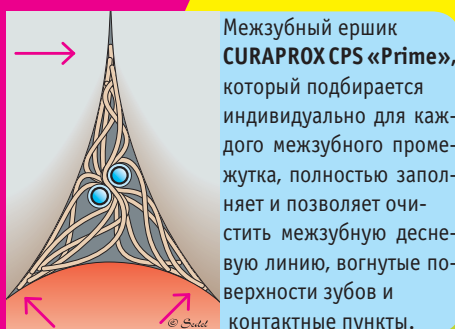 Межзубный ершик
CURAPROX CPS «Prime»,
который подбирается
индивидуально для каж-
дого межзубного проме-
жутка, полностью запол-
няет и позволяет очи-
стить межзубную десне-
вую линию, вогнутые по-
верхности зубов и
контактные пункты.
© Sedel